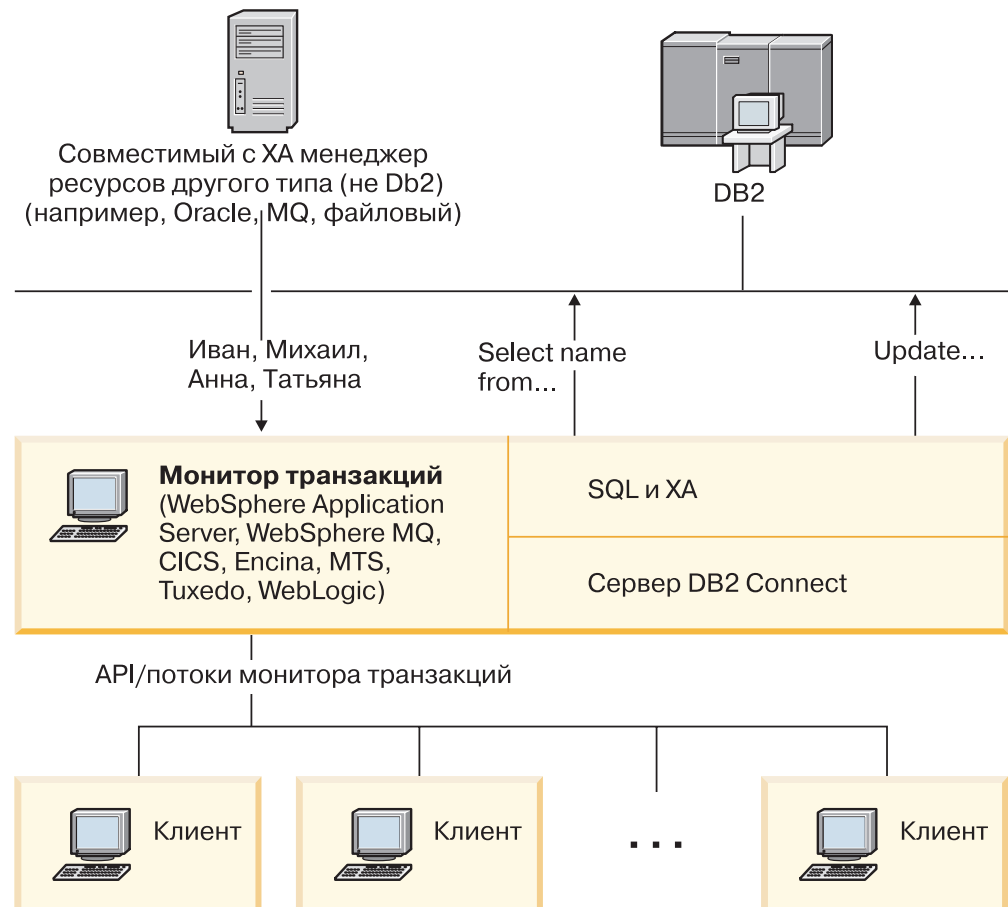 Совместимый с XA менеджер
ресурсов другого типа (не Db2)
(например, Oracle, MQ, файловый)
DB2
Иван, Михаил,
Анна, Татьяна
Select name
from...
Update...
Монитор транзакций
(WebSphere Application
Server, WebSphere MQ,
CICS, Encina, MTS,
Tuxedo, WebLogic)
SQL и XA
Сервер DB2 Connect
API/потоки монитора транзакций
Клиент
Клиент
...
Клиент